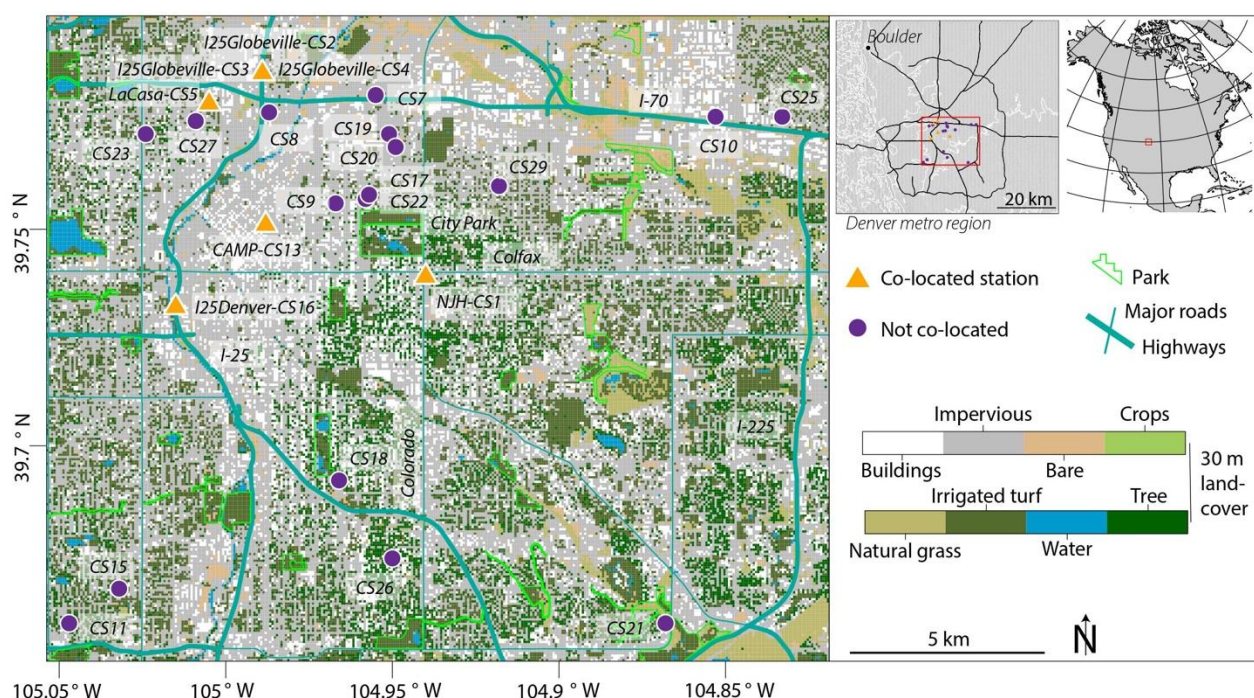 I25Globeville-CS2
I25Globeville-CS3
I25Globeville-CS4
LaCasa-CS5
CS7
I-70
CS25
CS23
CS27
CS8
CS19
CS20
CS10
CS29
CS17
CS9
CS22
City Park
CAMP-CS13
Colfax
I25Denver-CS16
NJH-CS1
I-25
I-225
CS18
Colorado
CS15
CS26
CS11
CS21
39.75 ° N
39.7 ° N
105.05 ° W
105 ° W
104.95 ° W
104.9 ° W
104.85 ° W
Boulder
20 km
Denver metro region
Co-located station
Park
Not co-located
Major roads
Highways
Impervious
Crops
Buildings
Bare
30 m
land-
cover
Irrigated turf
Tree
Natural grass
Water
5 km
N